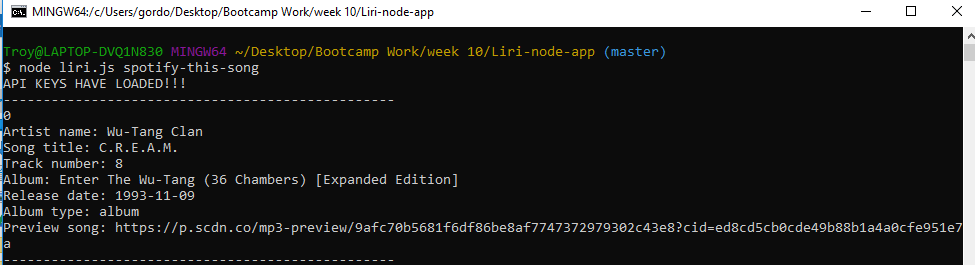 MINGW64:/c/Users/gordo/Desktop/Bootcamp Work/week 10/Liri-node-app
Troy@LAPTOP-DVQ1N830 MINGW64 ~/Desktop/Bootcamp Work/week 10/Liri-node-app (master)
$ node liri.js spotify-this-song
API KEYS HAVE LOADED!!!
------------------------------------------------
0
Artist name: Wu-Tang Clan
Song title: C.R.E.A.M.
Track number: 8
Album: Enter The Wu-Tang (36 Chambers) [Expanded Edition]
Release date: 1993-11-09
Album type: album
Preview song: https://p.scdn.co/mp3-preview/9afc70b5681f6df86be8af7747372979302c43e8?cid=ed8cd5cb0cde49b88b1a4a0cfe951e7
a
------------------------------------------------